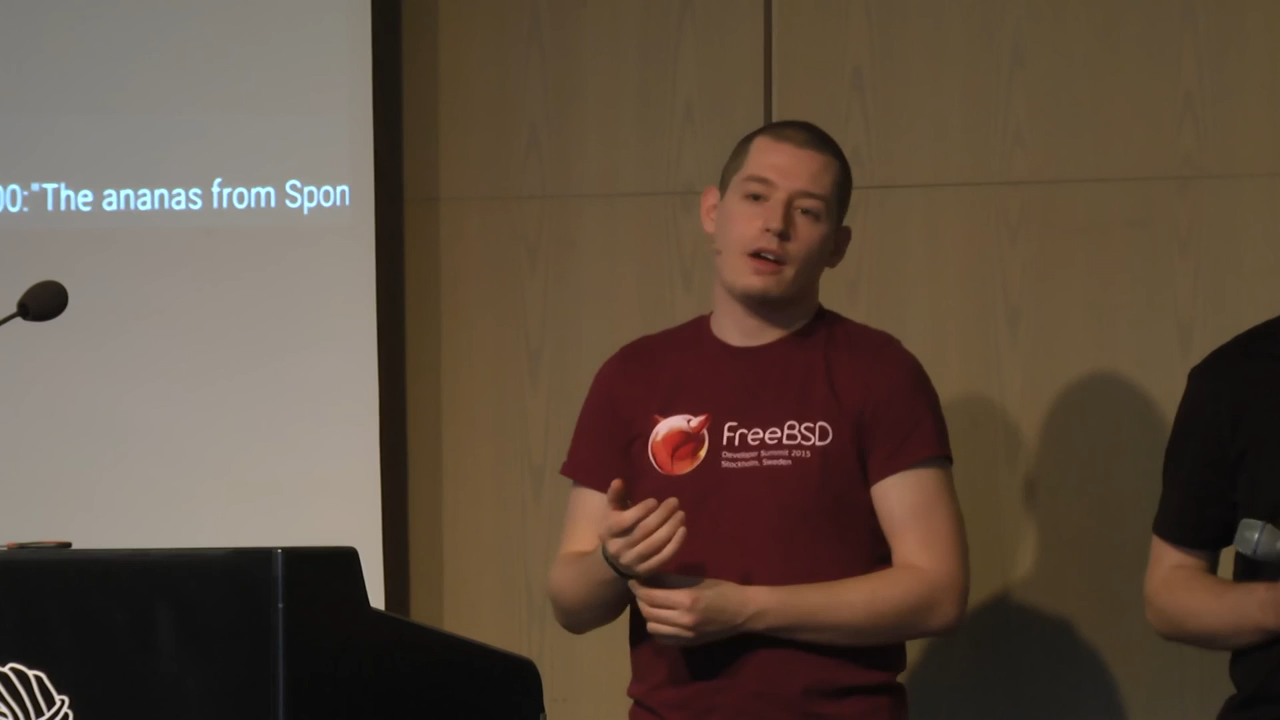 00:"The ananas from Spon
FreeBSD
Developer Summit 2015
Stockholm, Sweden